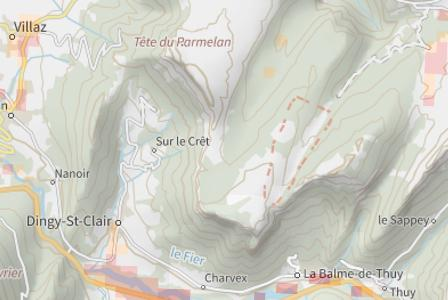 Villaz
Tête du Parmelan
n
Sur le Crêt
Nanoir
Dingy-St-Clair
le Sappey
le Fier
vrier
La Balme-de-Thuy
Charvex
Thuy